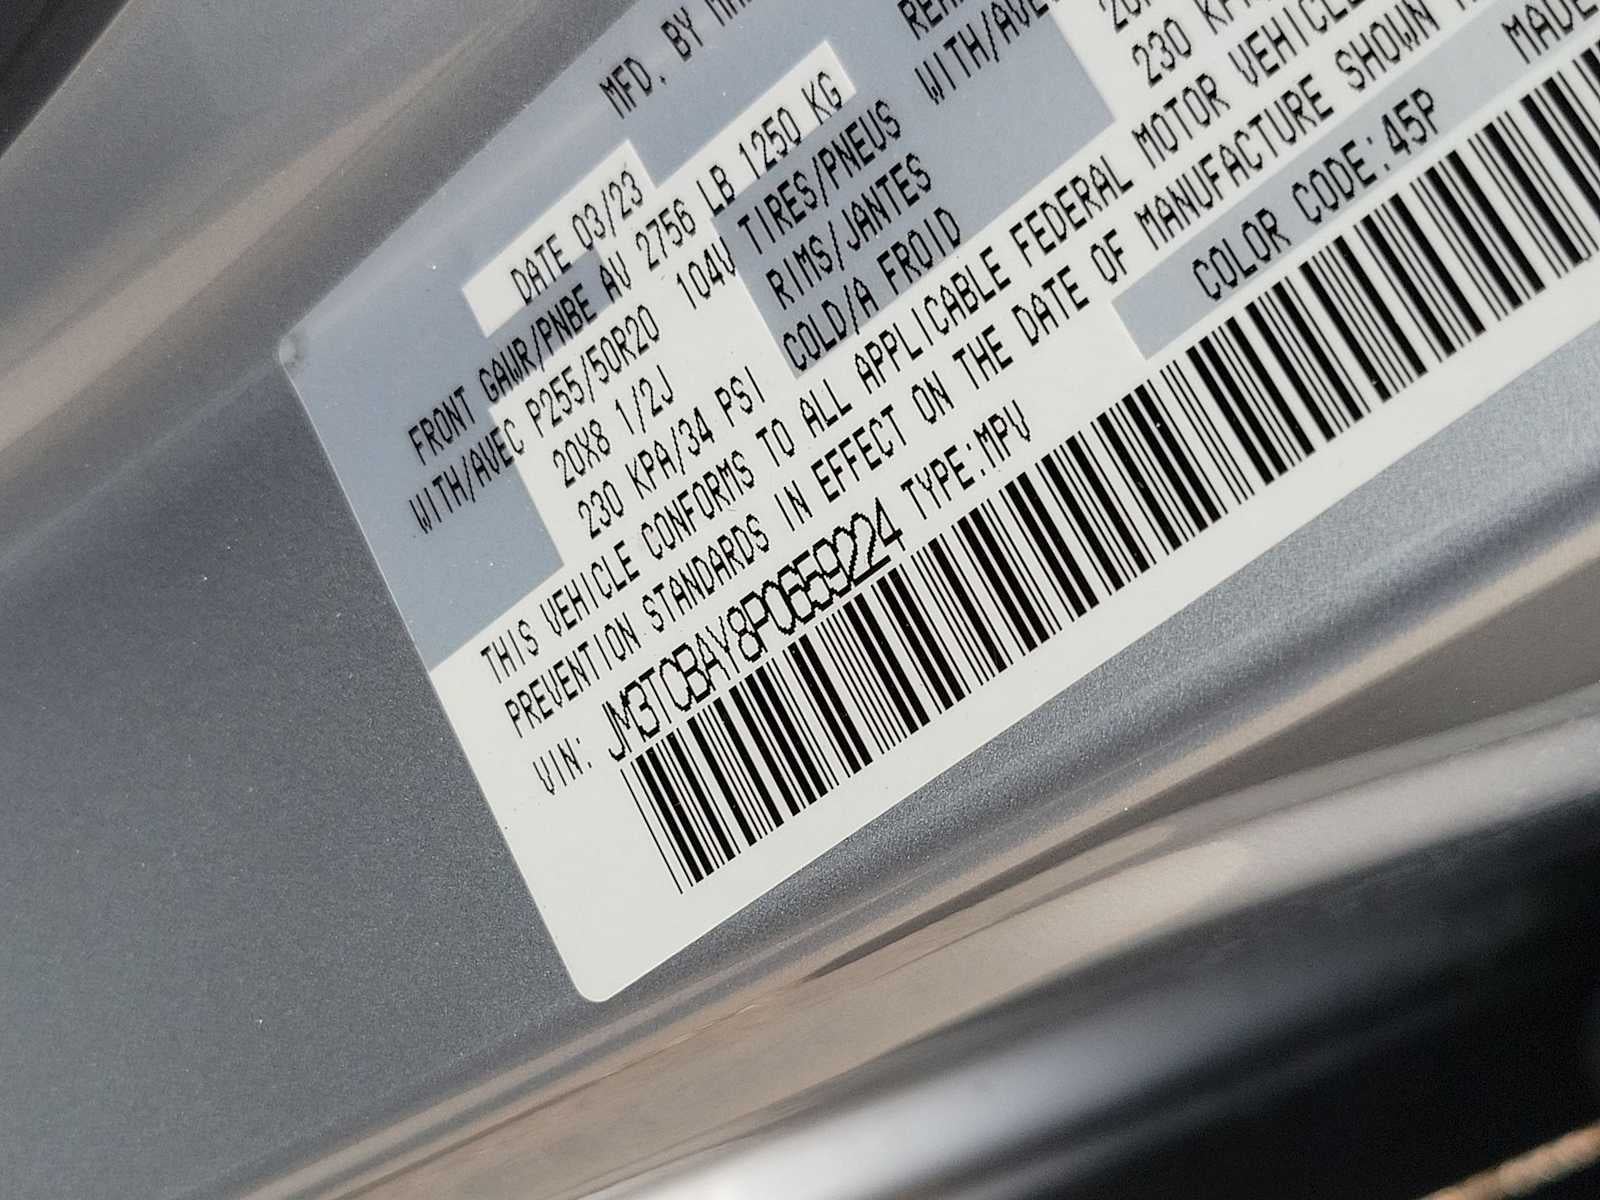 MFD. BY
DATE 03/23
FRONT GAWR/PNBE AV 2756 LB 1250 KG
WITH/AVEC P255/50R20 104V TIRES/PNEUS WITH/AVEC
20X8 1/2J RIMS/JANTES
230 KPA/34 PSI COLD/A FROID 230
THIS VEHICLE CONFORMS TO ALL APPLICABLE FEDERAL MOTOR VEHICLE
PREVENTION STANDARDS IN EFFECT ON THE DATE OF MANUFACTURE SHOWN
VIN: JM3TCBAY8P0659224 TYPE:MPV COLOR CODE:45P MADE